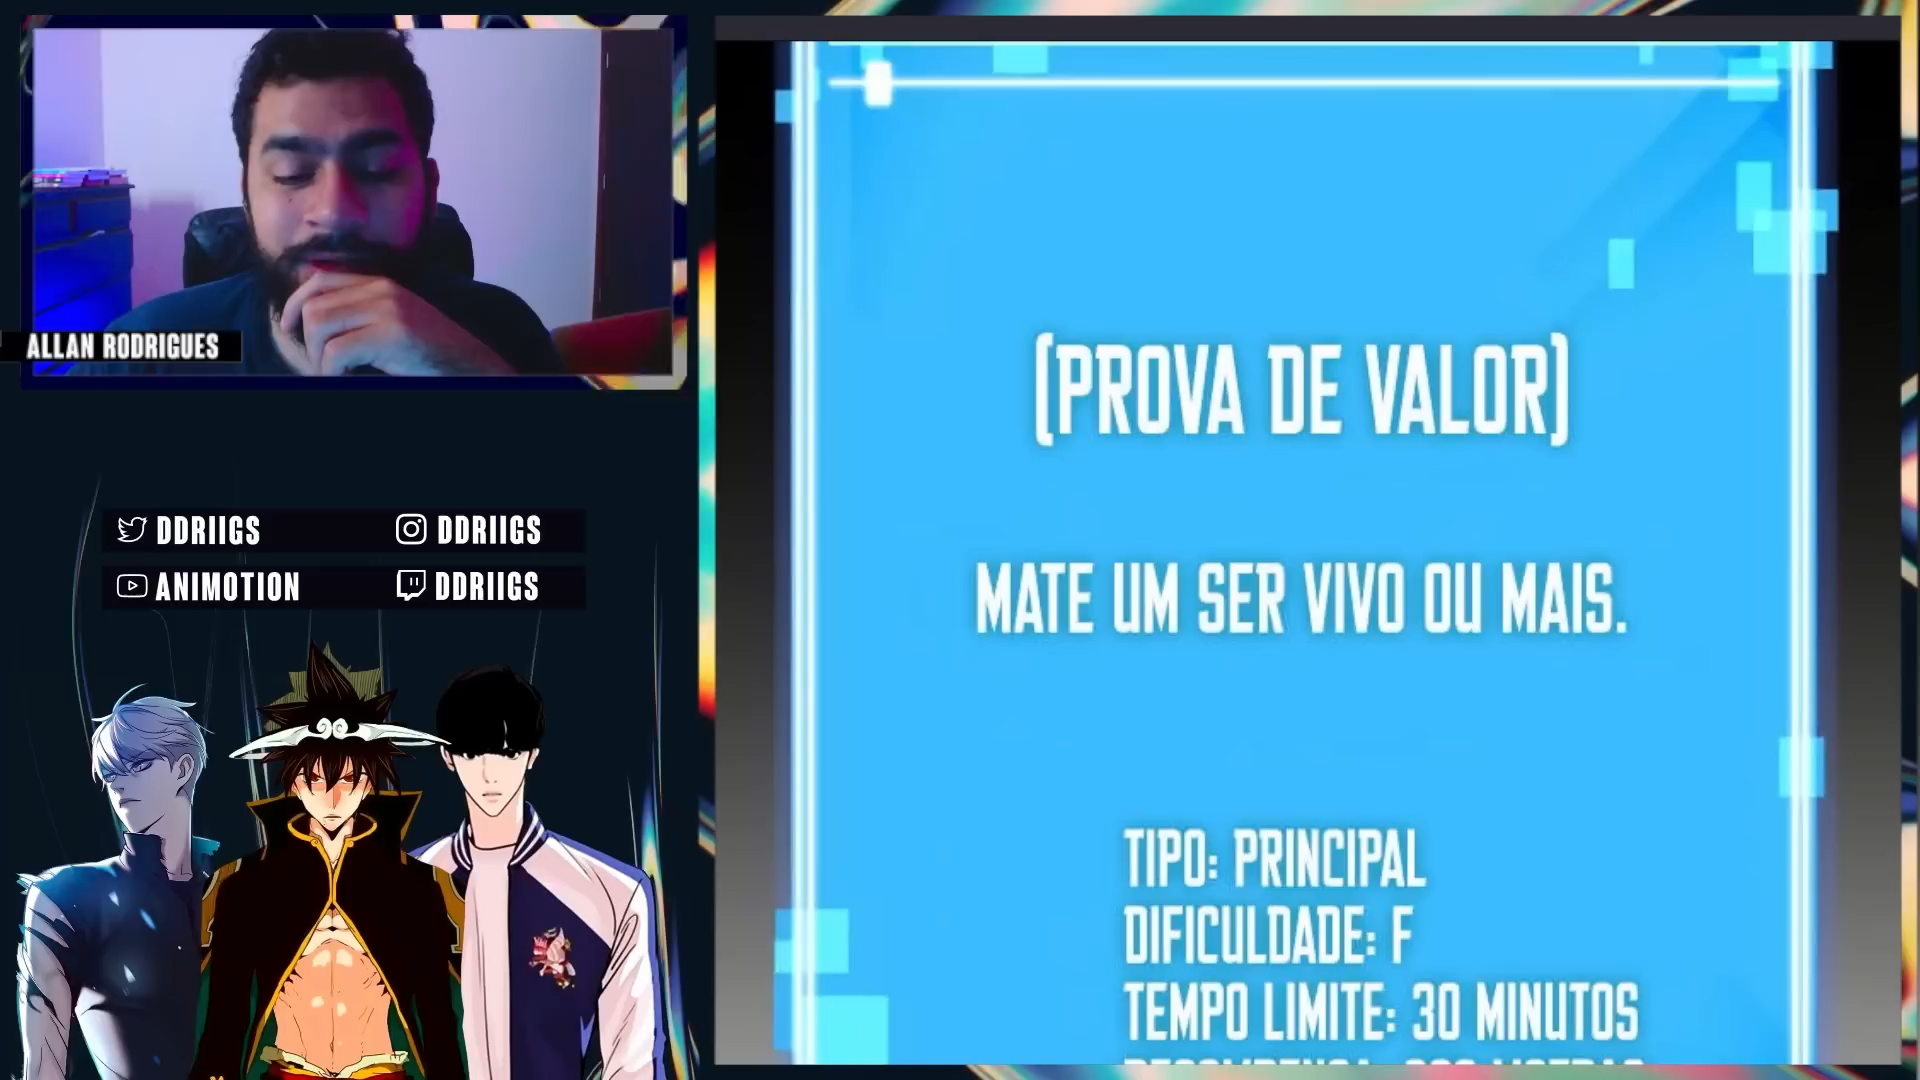 ALLAN RODRIGUES
DDRIIGS
DDRIIGS
ANIMOTION
DDRIIGS
(PROVA DE VALOR)
MATE UM SER VIVO OU MAIS.
TIPO: PRINCIPAL
DIFICULDADE: F
TEMPO LIMITE: 30 MINUTOS